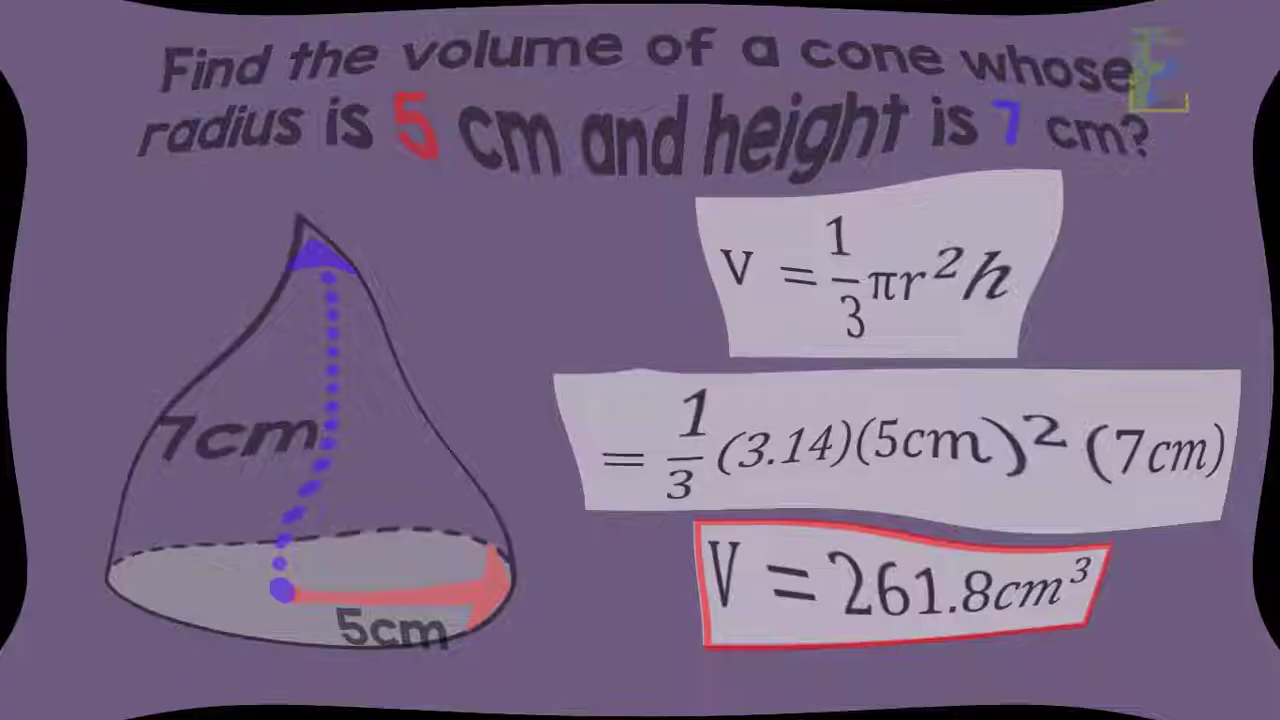 Find the volume of a cone whose
radius is 5 cm and height is 7 cm?
V = 1/3 πr²h
7cm
= 1/3 (3.14)(5cm)² (7cm)
V = 261.8cm³
5cm